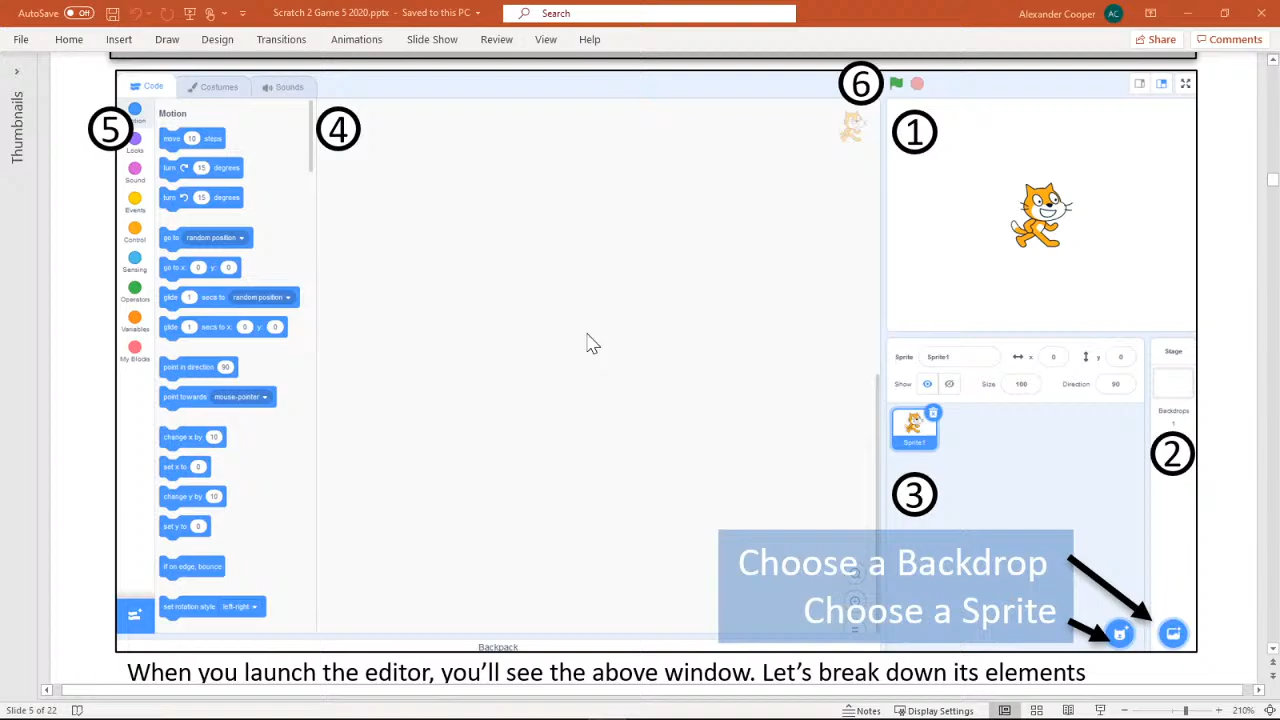 AutoSave Off Scratch 2 Game 5 2020.pptx - Saved to this PC Search Alexander Cooper AC
File Home Insert Draw Design Transitions Animations Slide Show Review View Help Share Comments
Thumbnails
Code Costumes Sounds
6
5
4
1
Motion
Looks
Sound
Events
Control
Sensing
Operators
Variables
My Blocks
Motion
move 10 steps
turn 15 degrees
turn 15 degrees
go to random position
go to x: 0 y: 0
glide 1 secs to random position
glide 1 secs to x: 0 y: 0
point in direction 90
point towards mouse-pointer
change x by 10
set x to 0
change y by 10
set y to 0
if on edge, bounce
set rotation style left-right
Sprite Sprite1 x 0 y 0
Show Size 100 Direction 90
Sprite1
Stage
Backdrops
1
2
3
Choose a Backdrop
Choose a Sprite
Backpack
When you launch the editor, you'll see the above window. Let's break down its elements
Slide 5 of 22 Notes Display Settings 210%